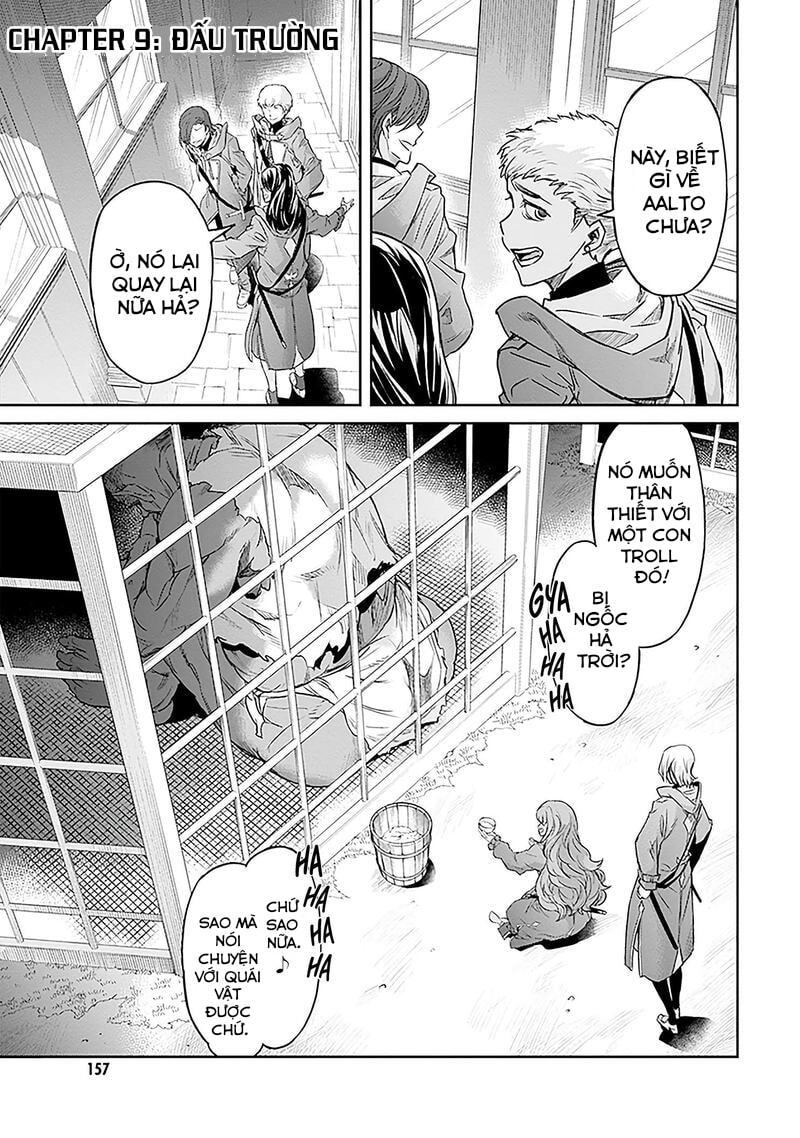 CHAPTER 9: ĐẤU TRƯỜNG
NÀY, BIẾT
GÌ VỀ
AALTO
CHƯA?
Ờ, NÓ LẠI
QUAY LẠI
NỮA HẢ?
NÓ MUỐN
THÂN
THIẾT VỚI
MỘT CON
TROLL
ĐÓ!
BỊ
NGỐC
HẢ
TRỜI?
GYA
HA
HA
HA
HA
HA
HA
HA
CHỨ
SAO
NỮA.
♪
SAO MÀ
NÓI
CHUYỆN
VỚI QUÁI
VẬT
ĐƯỢC
CHỨ.
157